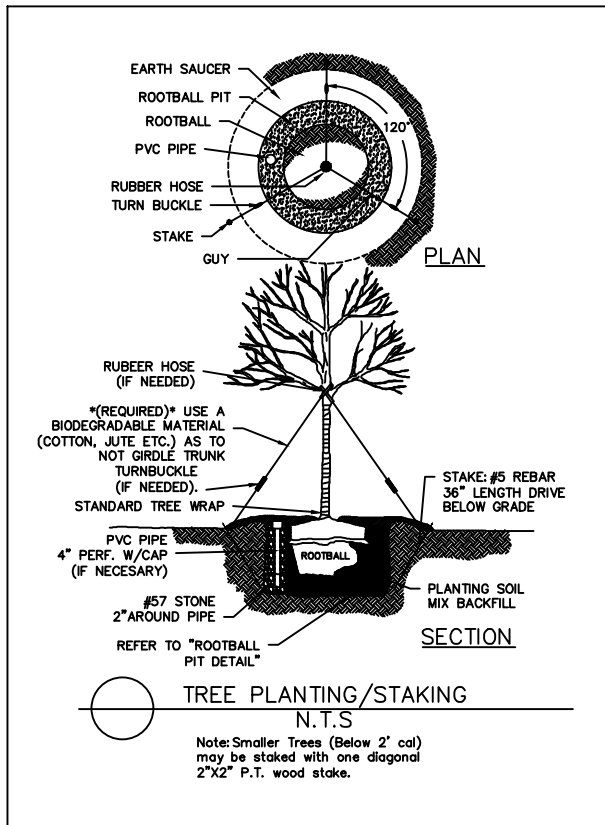 EARTH SAUCER
ROOTBALL PIT
ROOTBALL
120°
PVC PIPE
RUBBER HOSE
TURN BUCKLE
STAKE
GUY
PLAN
RUBEER HOSE
(IF NEEDED)
*(REQUIRED)* USE A
BIODEGRADABLE MATERIAL
(COTTON, JUTE ETC.) AS TO
NOT GIRDLE TRUNK
TURNBUCKLE
(IF NEEDED).
STANDARD TREE WRAP
STAKE: #5 REBAR
36" LENGTH DRIVE
BELOW GRADE
PVC PIPE
4" PERF. W/CAP
(IF NECESARY)
ROOTBALL
#57 STONE
2"AROUND PIPE
PLANTING SOIL
MIX BACKFILL
REFER TO "ROOTBALL
PIT DETAIL"
SECTION
TREE PLANTING/STAKING
N.T.S
Note: Smaller Trees (Below 2' cal)
may be staked with one diagonal
2"X2" P.T. wood stake.